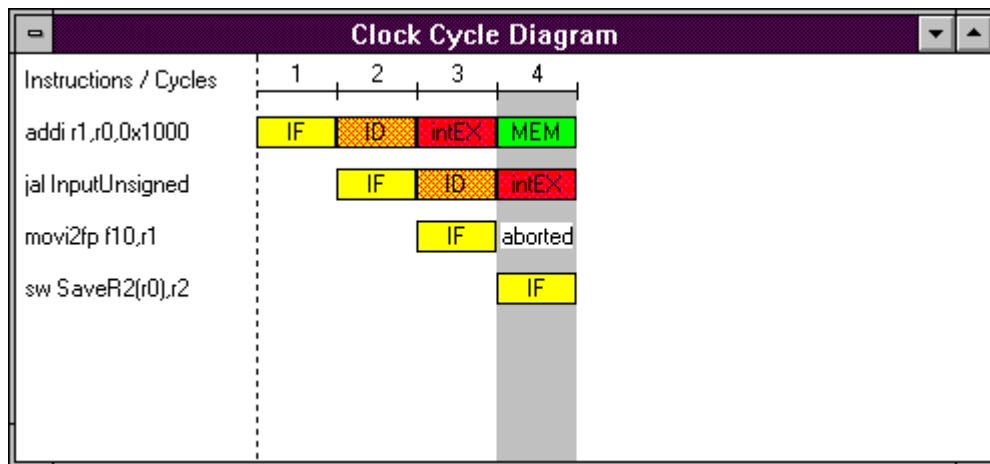 Clock Cycle Diagram
Instructions / Cycles 1 2 3 4
addi r1,r0,0x1000 IF ID intEX MEM
jal InputUnsigned IF ID intEX
movi2fp f10,r1 IF aborted
sw SaveR2(r0),r2 IF